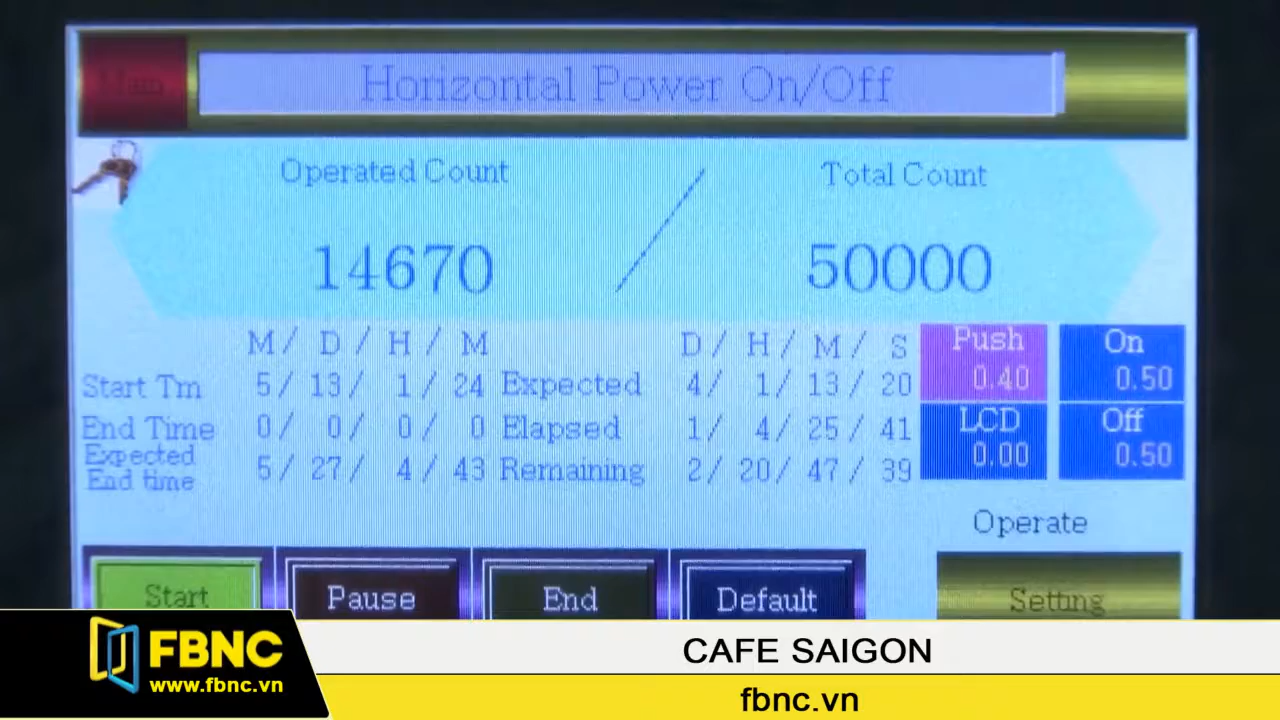 Main
Horizontal Power On/Off
Operated Count / Total Count
14670 50000
M/ D/ H/ M D/ H/ M/ S
Start Tm 5/ 13/ 1/ 24 Expected 4/ 1/ 13/ 20
End Time 0/ 0/ 0/ 0 Elapsed 1/ 4/ 25/ 41
Expected
End time 5/ 27/ 4/ 43 Remaining 2/ 20/ 47/ 39
Push
0.40
On
0.50
LCD
0.00
Off
0.50
Operate
Start Pause End Default Setting
FBNC
www.fbnc.vn
CAFE SAIGON
fbnc.vn